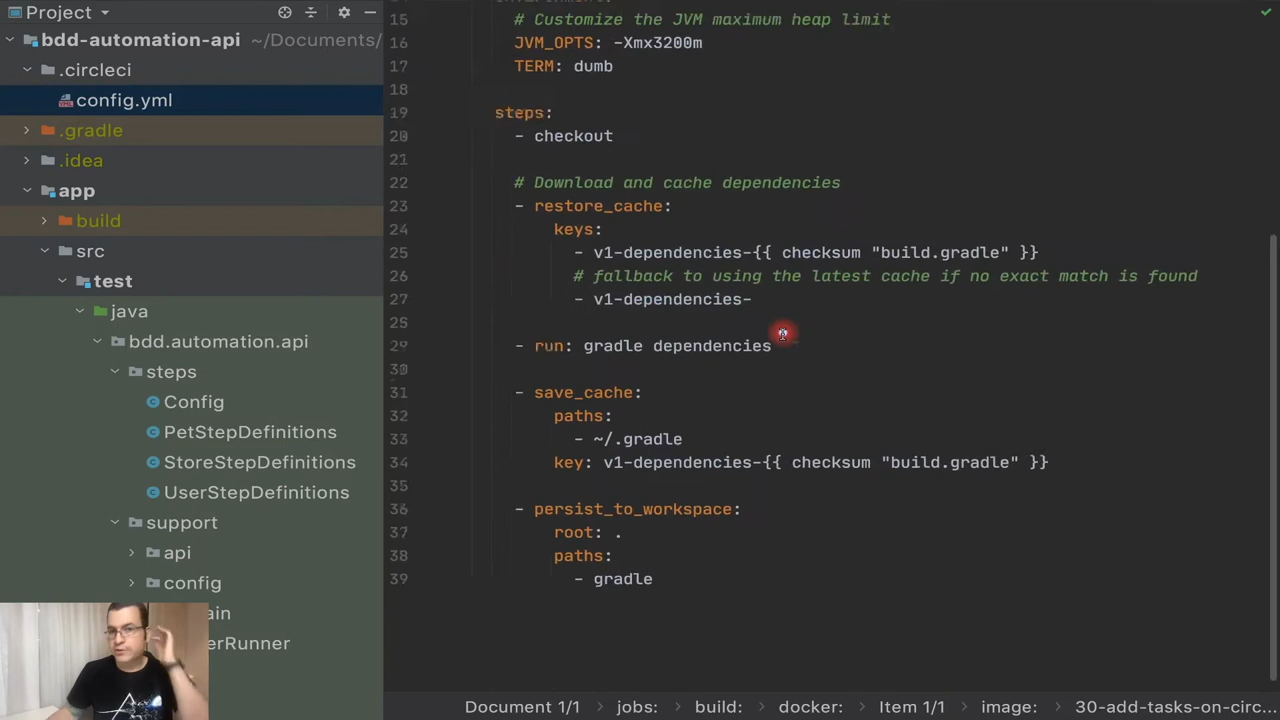 Project
bdd-automation-api ~/Documents/
.circleci
config.yml
.gradle
.idea
app
build
src
test
java
bdd.automation.api
steps
Config
PetStepDefinitions
StoreStepDefinitions
UserStepDefinitions
support
api
config
ain
erRunner
15 # Customize the JVM maximum heap limit
16 JVM_OPTS: -Xmx3200m
17 TERM: dumb
18
19 steps:
20 - checkout
21
22 # Download and cache dependencies
23 - restore_cache:
24 keys:
25 - v1-dependencies-{{ checksum "build.gradle" }}
26 # fallback to using the latest cache if no exact match is found
27 - v1-dependencies-
28
29 - run: gradle dependencies
30
31 - save_cache:
32 paths:
33 - ~/.gradle
34 key: v1-dependencies-{{ checksum "build.gradle" }}
35
36 - persist_to_workspace:
37 root: .
38 paths:
39 - gradle
Document 1/1 › jobs: › build: › docker: › Item 1/1 › image: › 30-add-tasks-on-circ...